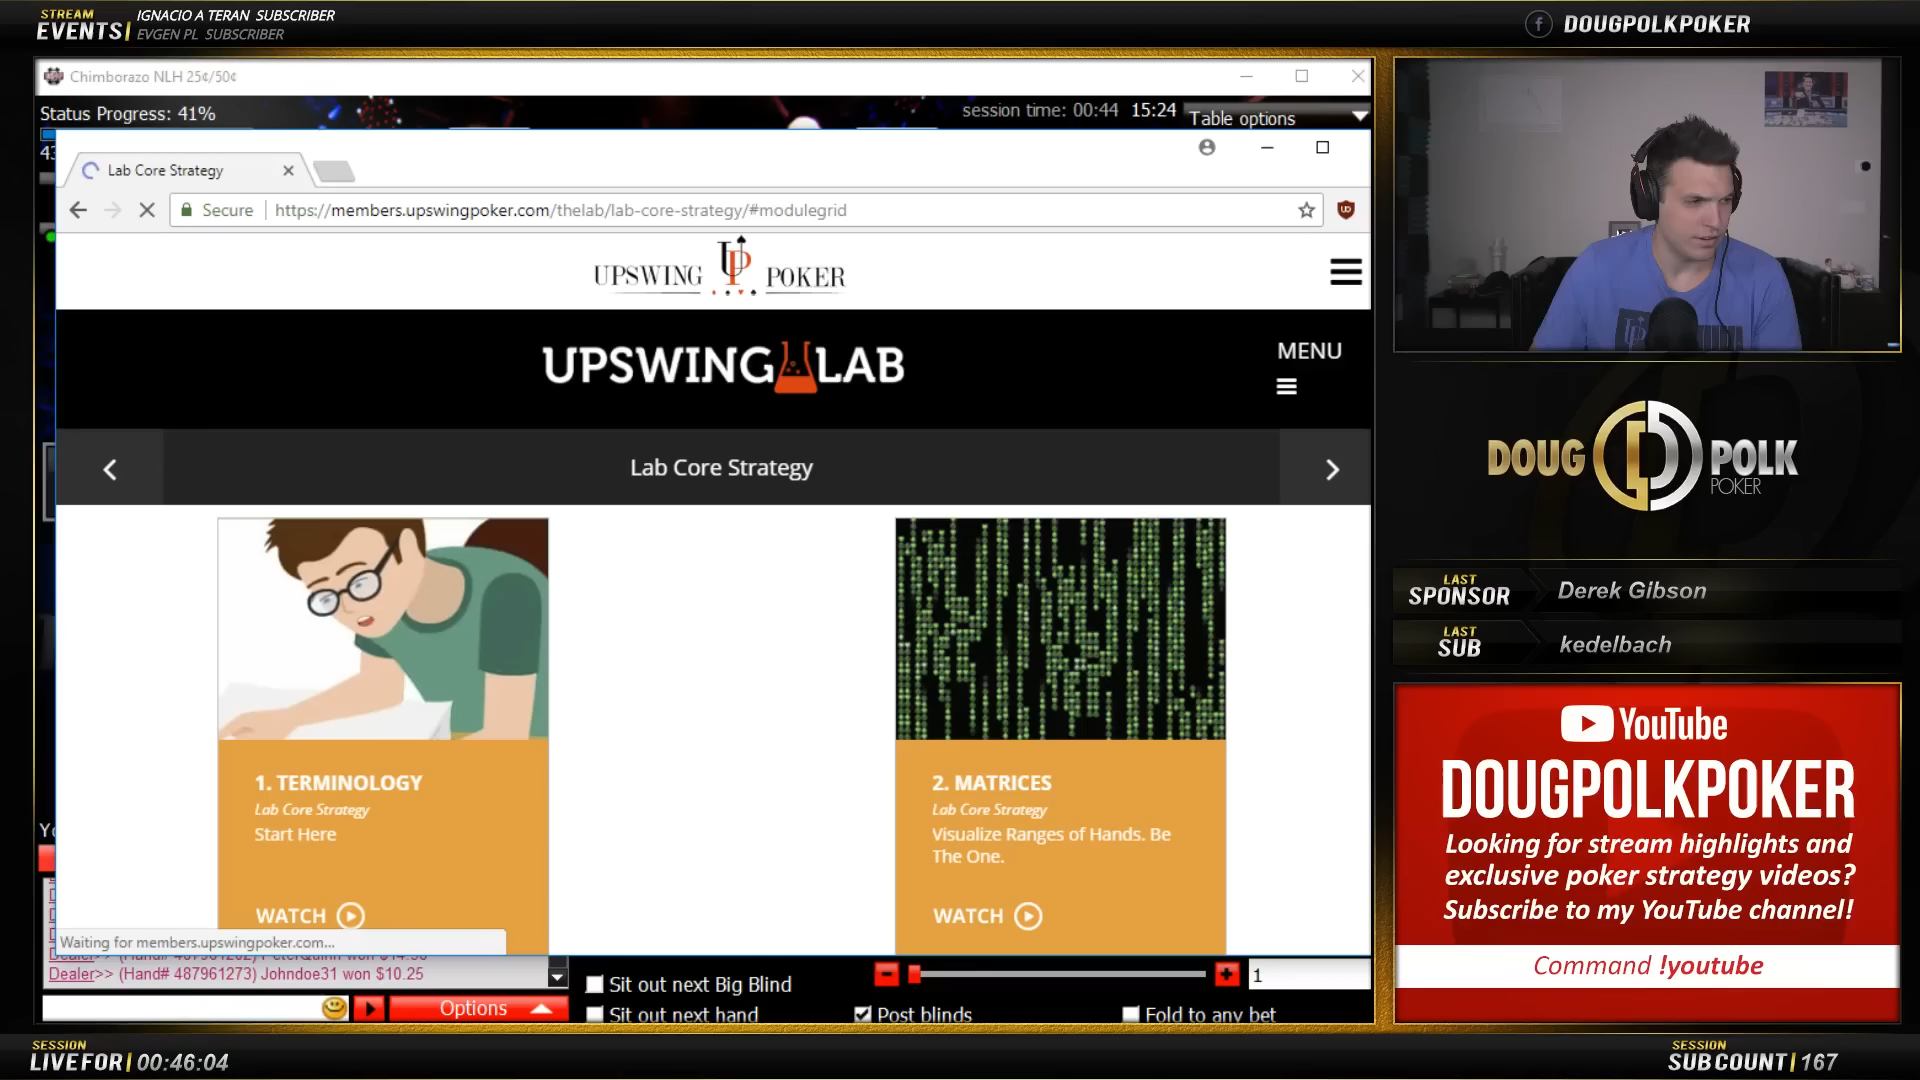 STREAM
EVENTS
IGNACIO A TERAN SUBSCRIBER
EVGEN PL SUBSCRIBER
DOUGPOLKPOKER
Chimborazo NLH 25¢/50¢
Status Progress: 41%
session time: 00:44 15:24
Table options
Lab Core Strategy
Secure https://members.upswingpoker.com/thelab/lab-core-strategy/#modulegrid
UPSWING UP POKER
UPSWING LAB
MENU
Lab Core Strategy
1. TERMINOLOGY
Lab Core Strategy
Start Here
WATCH
2. MATRICES
Lab Core Strategy
Visualize Ranges of Hands. Be
The One.
WATCH
Waiting for members.upswingpoker.com...
Dealer>> (Hand# 487961273) Johndoe31 won $10.25
Options
Sit out next Big Blind
Sit out next hand
Post blinds
1
Fold to any bet
DOUG POLK
POKER
LAST
SPONSOR
Derek Gibson
LAST
SUB
kedelbach
YouTube
DOUGPOLKPOKER
Looking for stream highlights and
exclusive poker strategy videos?
Subscribe to my YouTube channel!
Command !youtube
SESSION
LIVE FOR 00:46:04
SESSION
SUB COUNT 167